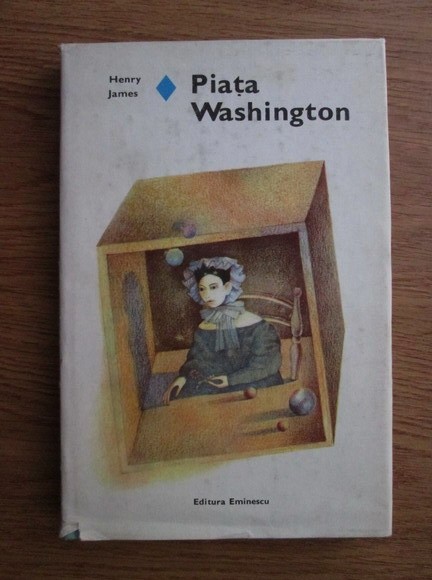 Henry
James
Piața
Washington
Editura Eminescu